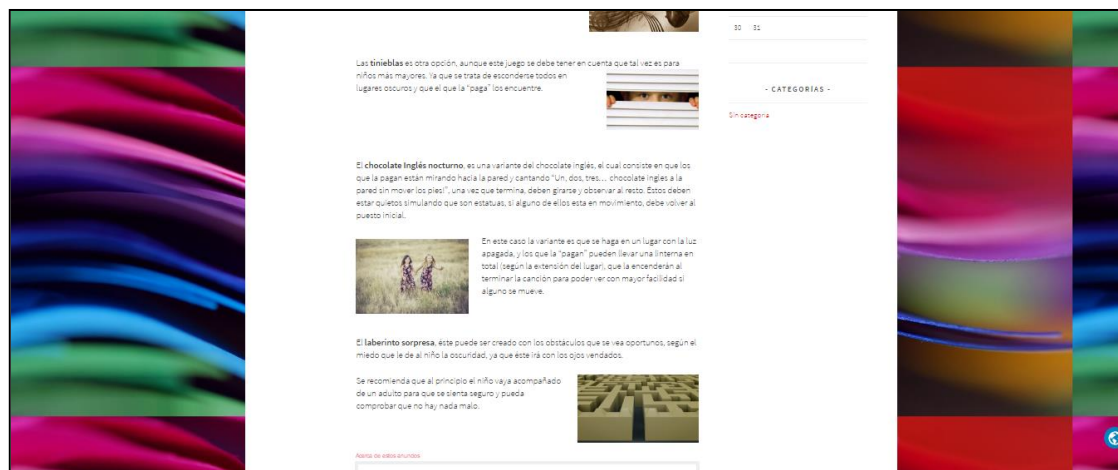 30 31
Las tinieblas es otra opción, aunque este juego se debe tener en cuenta que tal vez es para
niños más mayores. Ya que se trata de esconderse todos en
lugares oscuros y que el que la "paga" los encuentre.
- CATEGORÍAS -
Sin categoría
El chocolate Inglés nocturno, es una variante del chocolate inglés, el cual consiste en que los
que la pagan están mirando hacia la pared y cantando "Un, dos, tres... chocolate ingles a la
pared sin mover los pies!", una vez que termina, deben girarse y observar al resto. Estos deben
estar quietos simulando que son estatuas, si alguno de ellos esta en movimiento, debe volver al
puesto inicial.
En este caso la variante es que se haga en un lugar con la luz
apagada, y los que la "pagan" pueden llevar una linterna en
total (según la extensión del lugar), que la encenderán al
terminar la canción para poder ver con mayor facilidad si
alguno se mueve.
El laberinto sorpresa, éste puede ser creado con los obstáculos que se vea oportunos, según el
miedo que le de al niño la oscuridad, ya que éste irá con los ojos vendados.
Se recomienda que al principio el niño vaya acompañado
de un adulto para que se sienta seguro y pueda
comprobar que no hay nada malo.
Acerca de estos anuncios